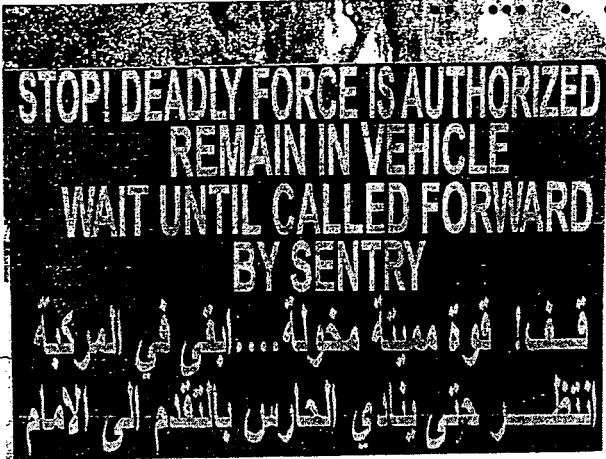 STOP! DEADLY FORCE IS AUTHORIZED
REMAIN IN VEHICLE
WAIT UNTIL CALLED FORWARD
BY SENTRY
قف! قوة مميتة مخولة....ابقى في المركبة
انتظر حتى ينادي الحارس بالتقدم الى الامام